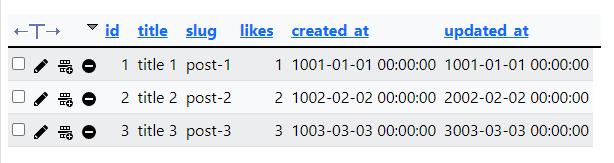 id title slug likes created_at updated_at
1 title 1 post-1 1 1001-01-01 00:00:00 1001-01-01 00:00:00
2 title 2 post-2 2 1002-02-02 00:00:00 2002-02-02 00:00:00
3 title 3 post-3 3 1003-03-03 00:00:00 3003-03-03 00:00:00